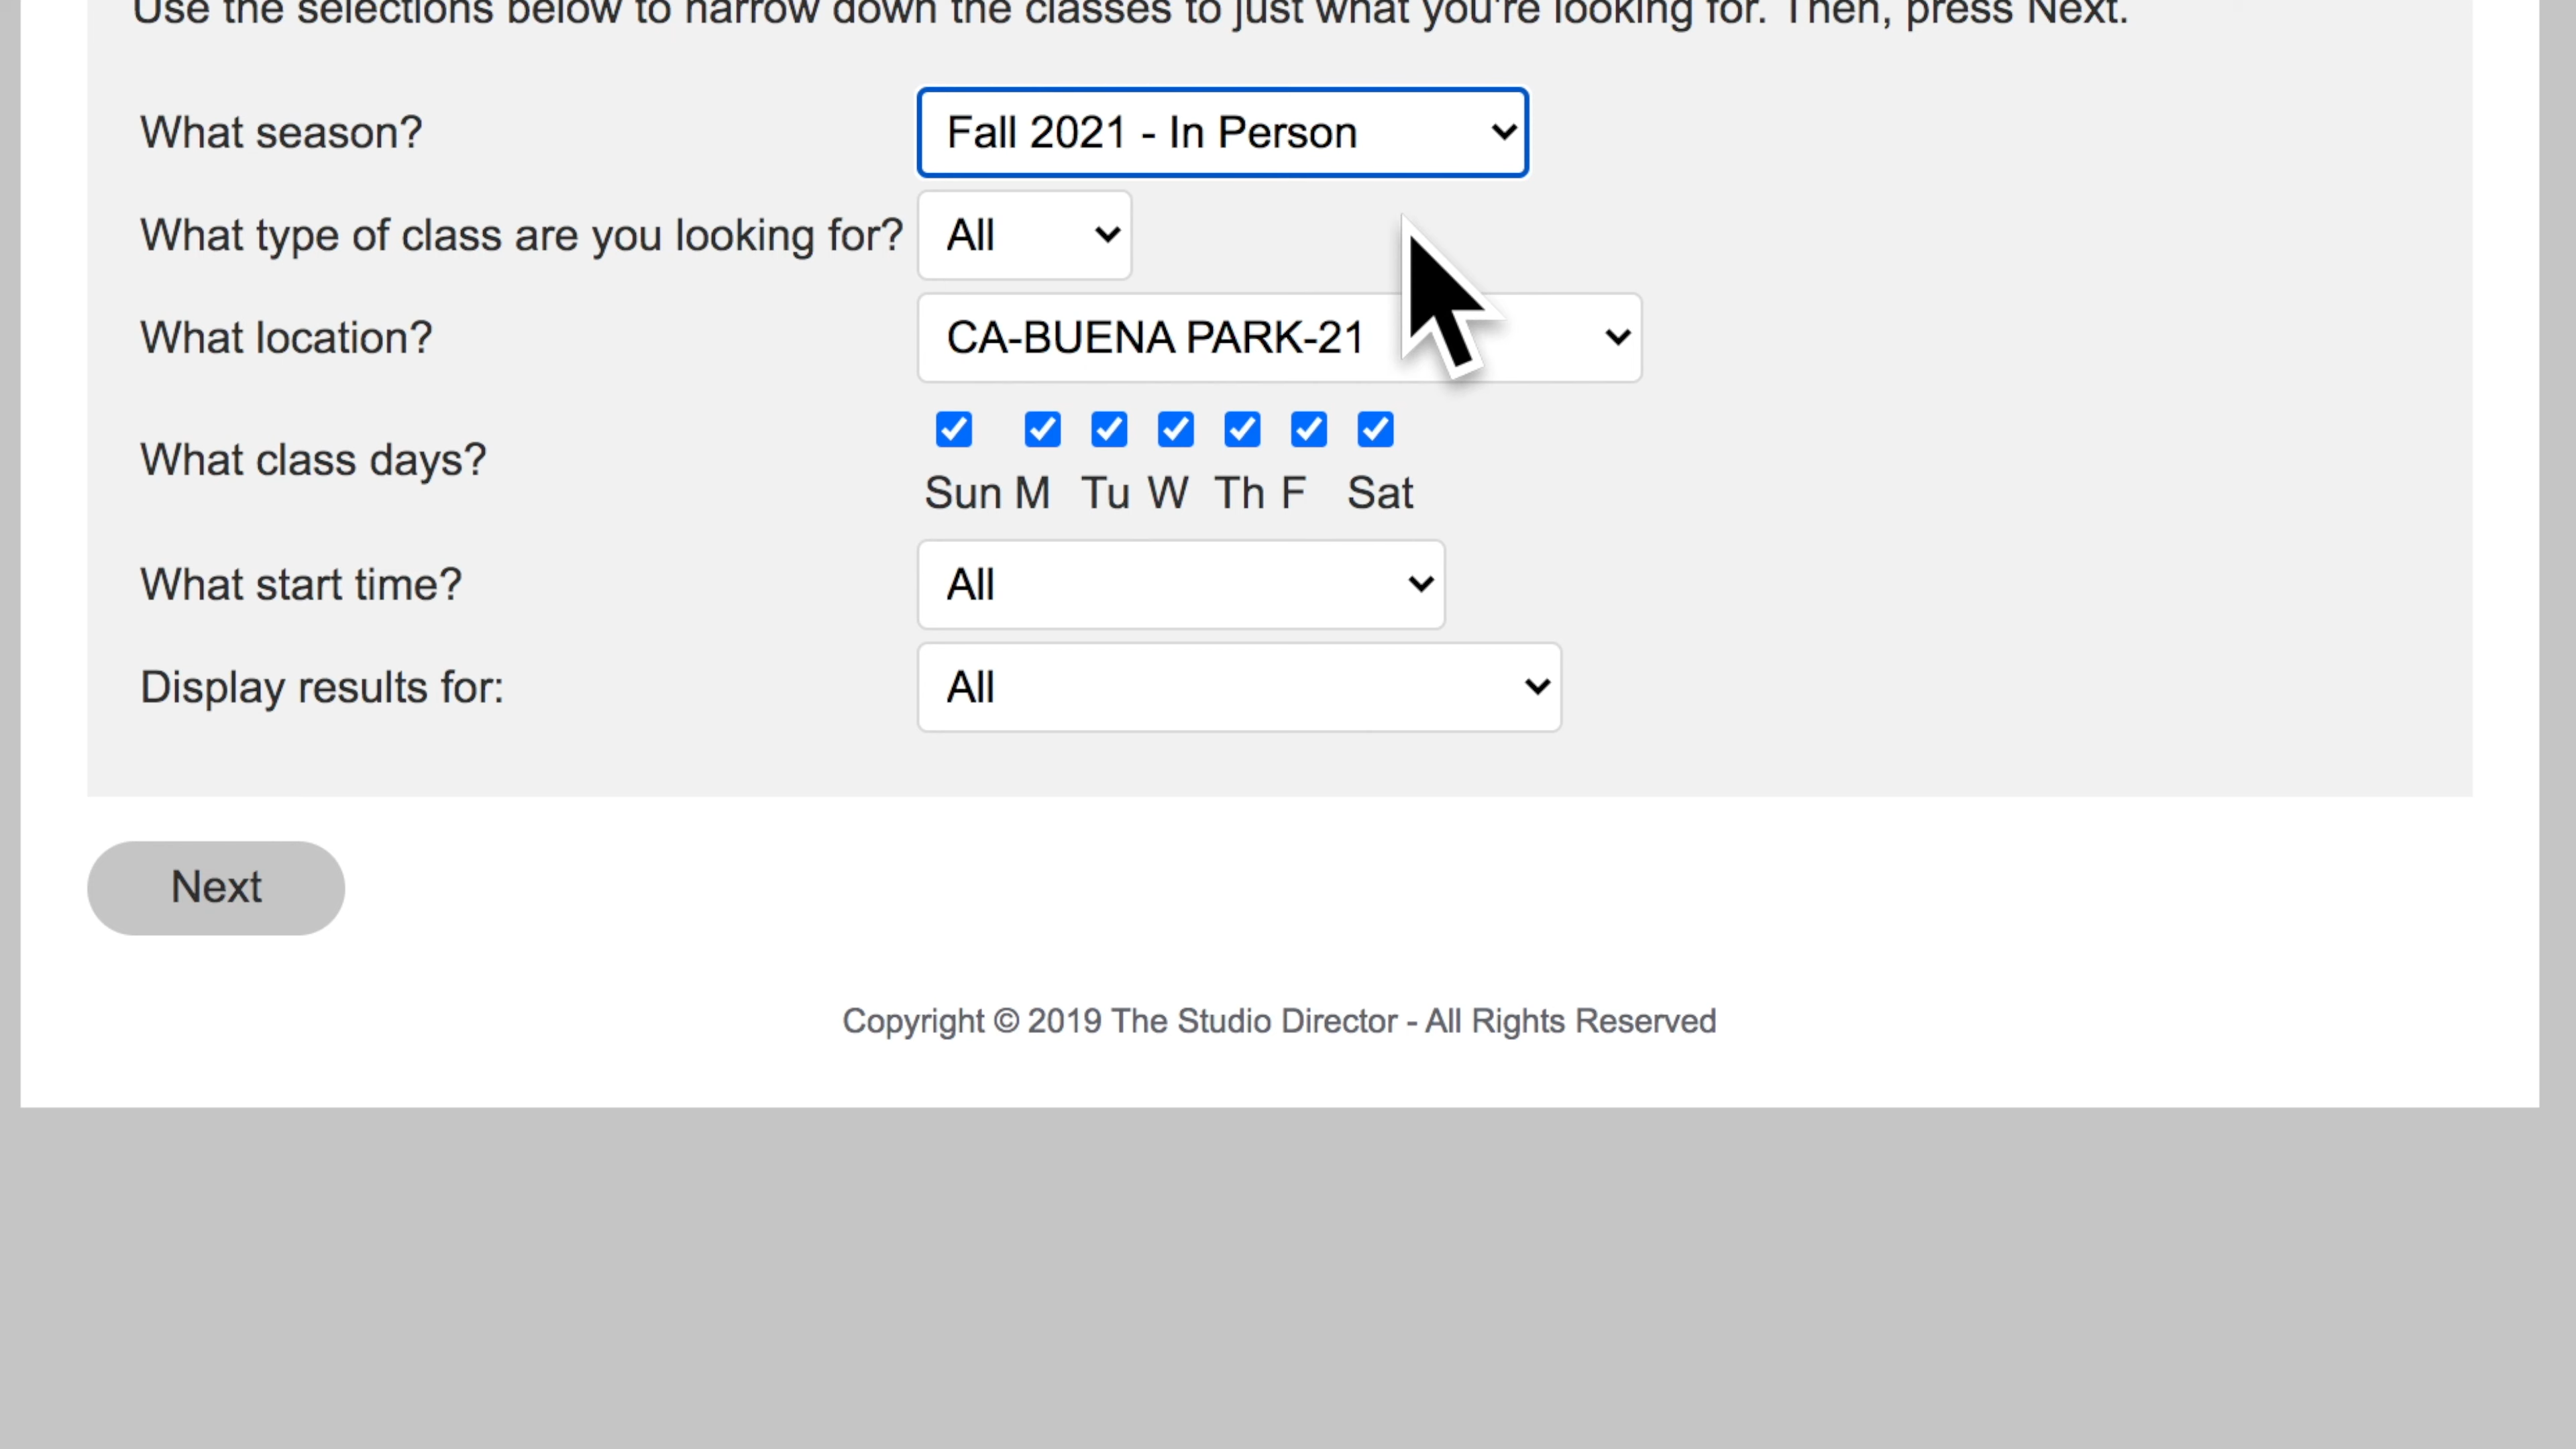 Use the selections below to narrow down the classes to just what you're looking for. Then, press Next.
What season? Fall 2021 - In Person
What type of class are you looking for? All
What location? CA-BUENA PARK-21
What class days? Sun M Tu W Th F Sat
What start time? All
Display results for: All
Next
Copyright © 2019 The Studio Director - All Rights Reserved